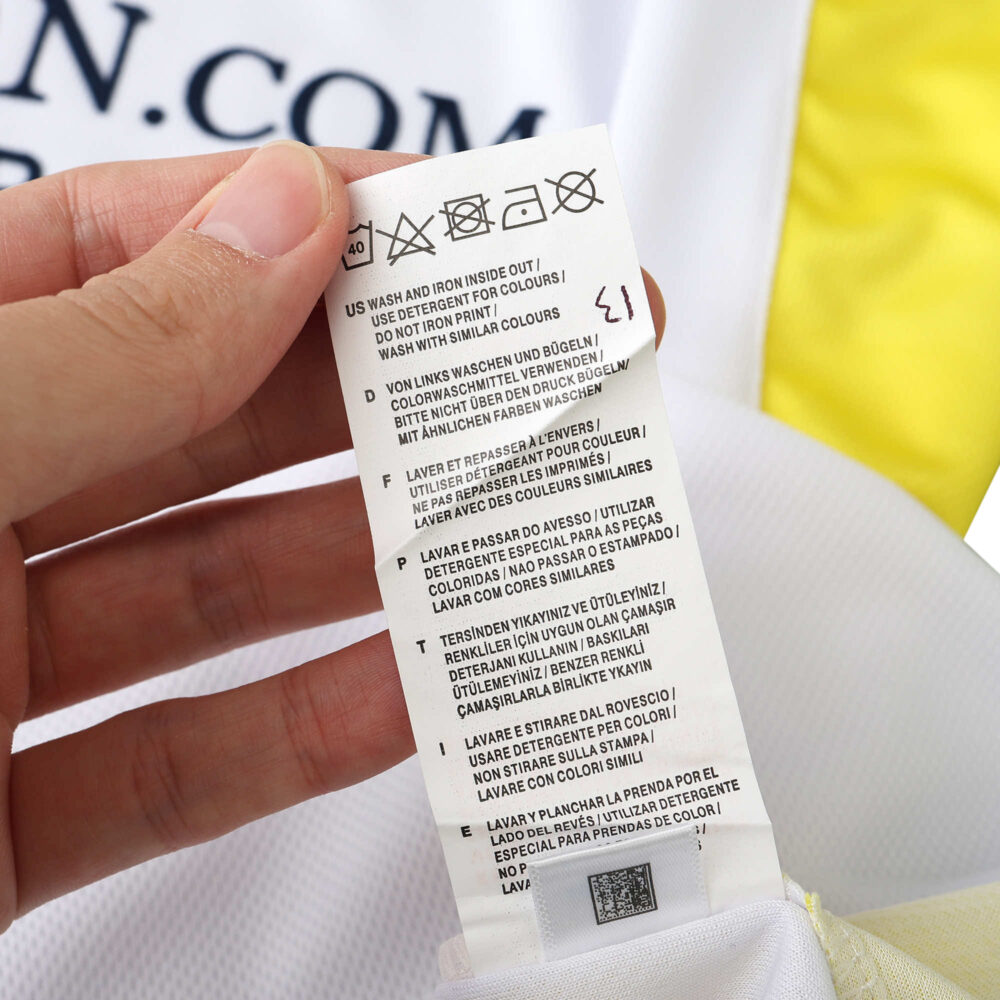 N.COM
40
US WASH AND IRON INSIDE OUT /
USE DETERGENT FOR COLOURS /
DO NOT IRON PRINT /
WASH WITH SIMILAR COLOURS
D VON LINKS WASCHEN UND BÜGELN /
COLORWASCHMITTEL VERWENDEN /
BITTE NICHT ÜBER DEN DRUCK BÜGELN/
MIT ÄHNLICHEN FARBEN WASCHEN
F LAVER ET REPASSER À L'ENVERS /
UTILISER DÉTERGEANT POUR COULEUR /
NE PAS REPASSER LES IMPRIMÉS /
LAVER AVEC DES COULEURS SIMILAIRES
P LAVAR E PASSAR DO AVESSO / UTILIZAR
DETERGENTE ESPECIAL PARA AS PEÇAS
COLORIDAS / NAO PASSAR O ESTAMPADO /
LAVAR COM CORES SIMILARES
T TERSİNDEN YIKAYINIZ VE ÜTÜLEYİNİZ /
RENKLİLER İÇİN UYGUN OLAN ÇAMAŞIR
DETERJANI KULLANIN / BASKILARI
ÜTÜLEMEYİNİZ / BENZER RENKLİ
ÇAMAŞIRLARLA BİRLİKTE YKAYIN
I LAVARE E STIRARE DAL ROVESCIO /
USARE DETERGENTE PER COLORI /
NON STIRARE SULLA STAMPA /
LAVARE CON COLORI SIMILI
E LAVAR Y PLANCHAR LA PRENDA POR EL
LADO DEL REVÉS / UTILIZAR DETERGENTE
ESPECIAL PARA PRENDAS DE COLOR /
NO P
LAVA